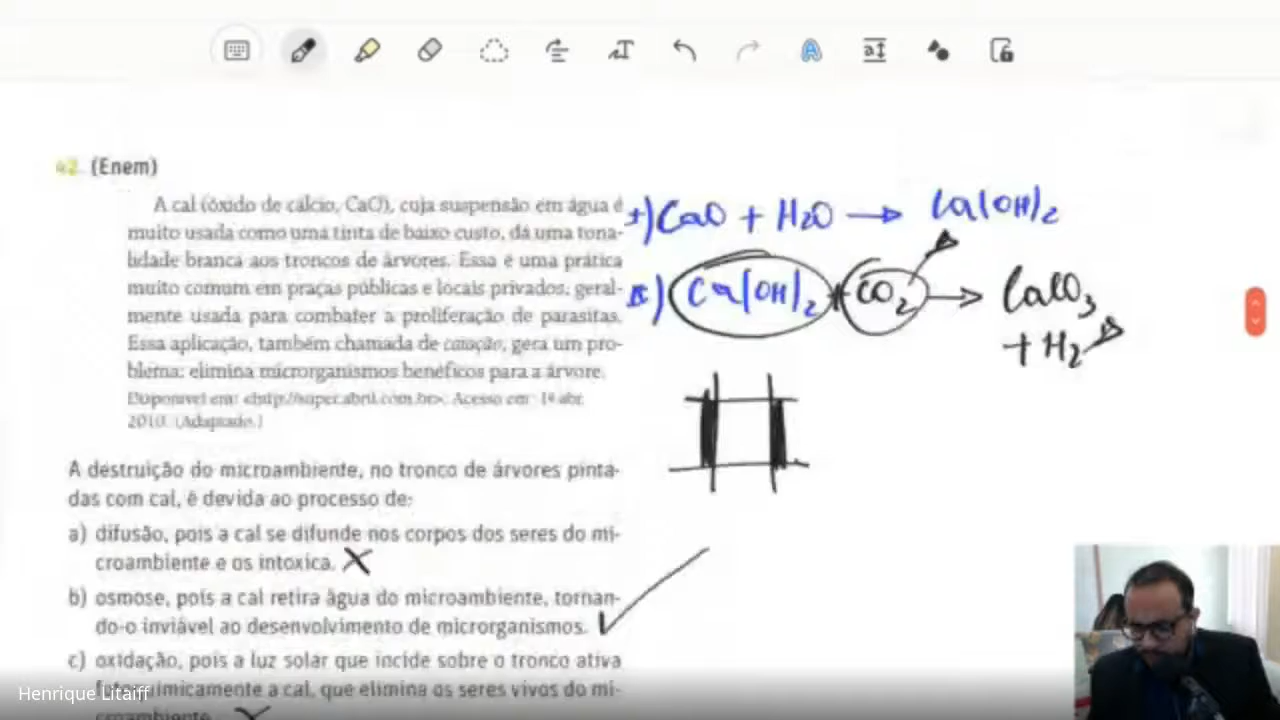 42. (Enem)
A cal (óxido de cálcio, CaO), cuja suspensão em água é
muito usada como uma tinta de baixo custo, dá uma tona-
lidade branca aos troncos de árvores. Essa é uma prática
muito comum em praças públicas e locais privados, geral-
mente usada para combater a proliferação de parasitas.
Essa aplicação, também chamada de caiação, gera um pro-
blema: elimina microrganismos benéficos para a árvore.
Disponível em: <http://super.abril.com.br>. Acesso em: 1º abr.
2010. (Adaptado.)
A destruição do microambiente, no tronco de árvores pinta-
das com cal, é devida ao processo de:
a) difusão, pois a cal se difunde nos corpos dos seres do mi-
croambiente e os intoxica. X
b) osmose, pois a cal retira água do microambiente, tornan-
do-o inviável ao desenvolvimento de microrganismos.
c) oxidação, pois a luz solar que incide sobre o tronco ativa
fotoquimicamente a cal, que elimina os seres vivos do mi-
croambiente. X
I) CaO + H2O → Ca(OH)2
II) Ca(OH)2 + CO2 → CaCO3
+ H2
Henrique Litaiff